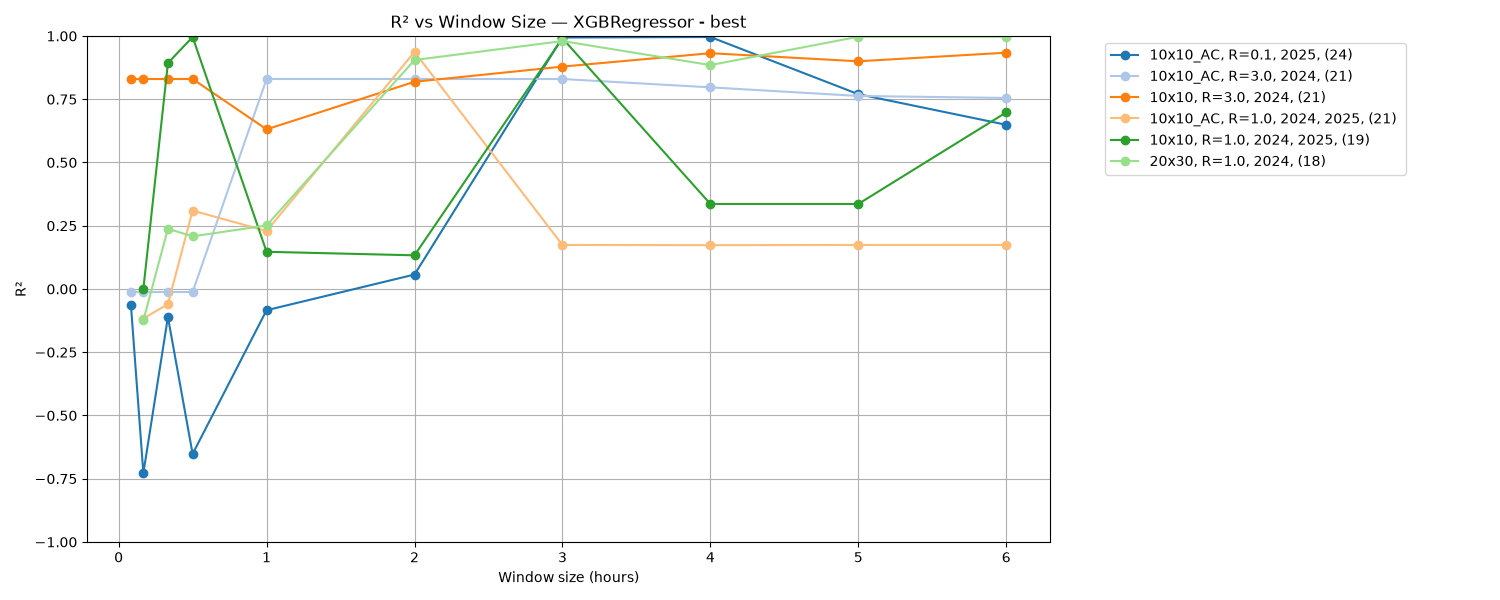 R² vs Window Size — XGBRegressor - best
1.00
0.75
0.50
0.25
0.00
−0.25
−0.50
−0.75
−1.00
R²
0 1 2 3 4 5 6
Window size (hours)
10x10_AC, R=0.1, 2025, (24)
10x10_AC, R=3.0, 2024, (21)
10x10, R=3.0, 2024, (21)
10x10_AC, R=1.0, 2024, 2025, (21)
10x10, R=1.0, 2024, 2025, (19)
20x30, R=1.0, 2024, (18)